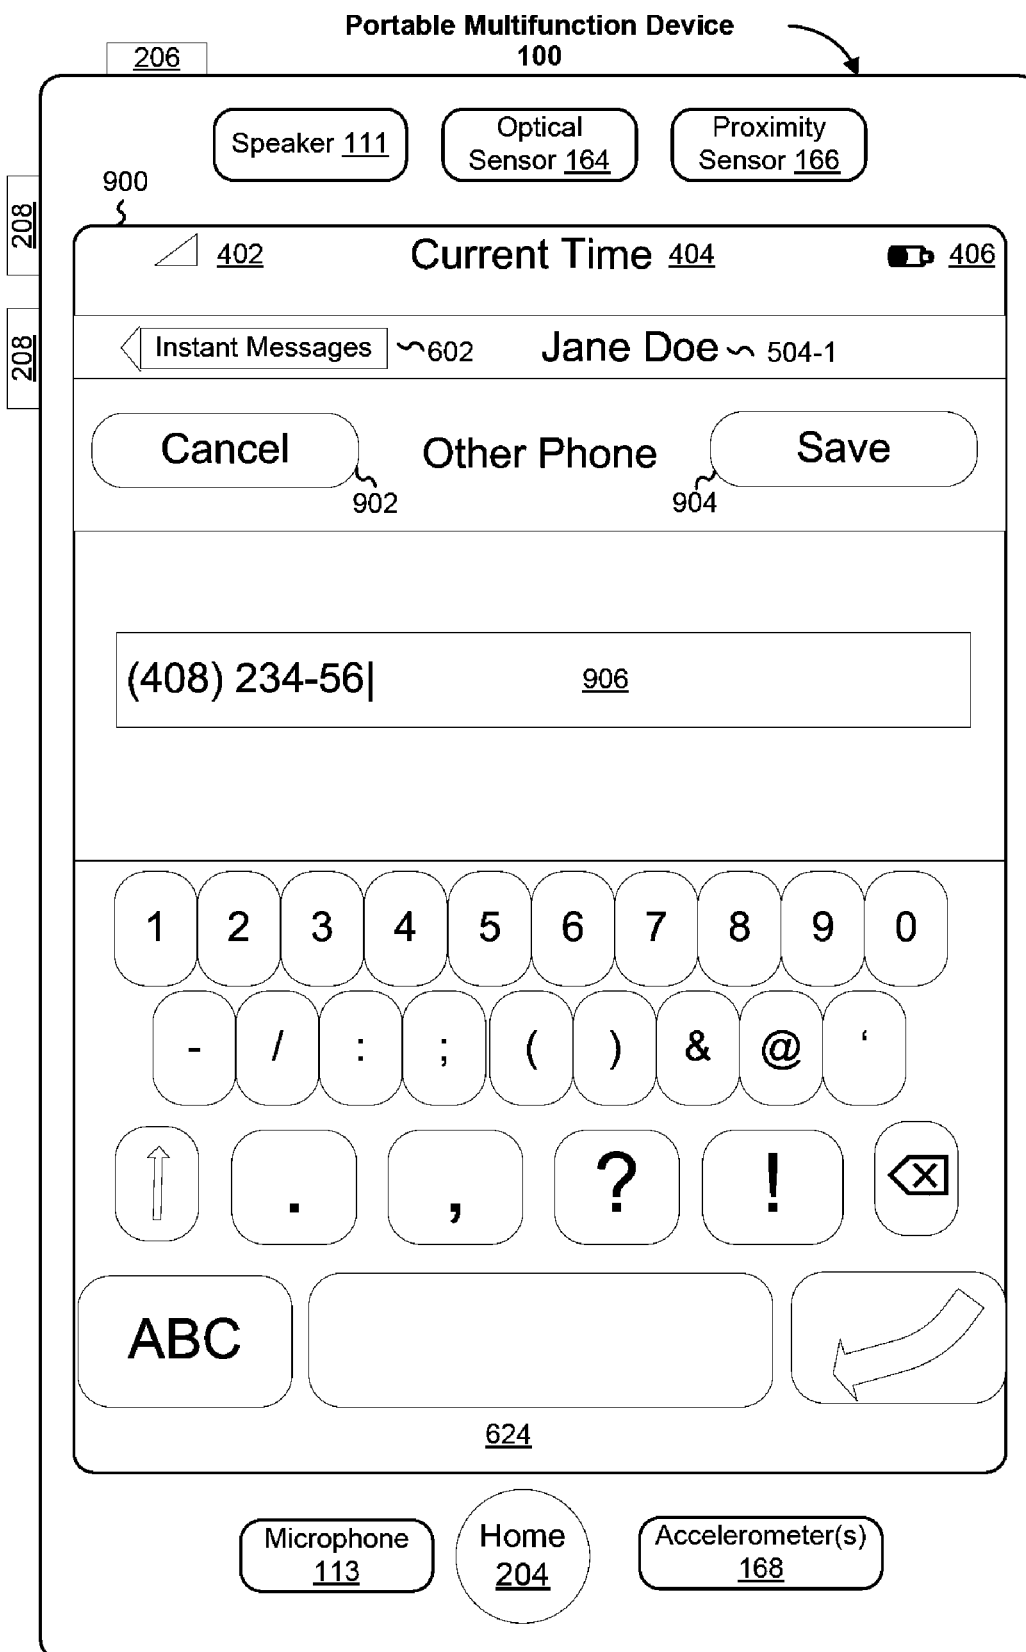 Portable Multifunction Device
100
206
Speaker 111
Optical
Sensor 164
Proximity
Sensor 166
900
208
402
Current Time 404
406
208
Instant Messages
602
Jane Doe
504-1
Cancel
Other Phone
Save
902
904
(408) 234-56|
906
1 2 3 4 5 6 7 8 9 0
- / : ; ( ) & @ ‘
. , ? !
ABC
624
Microphone
113
Home
204
Accelerometer(s)
168